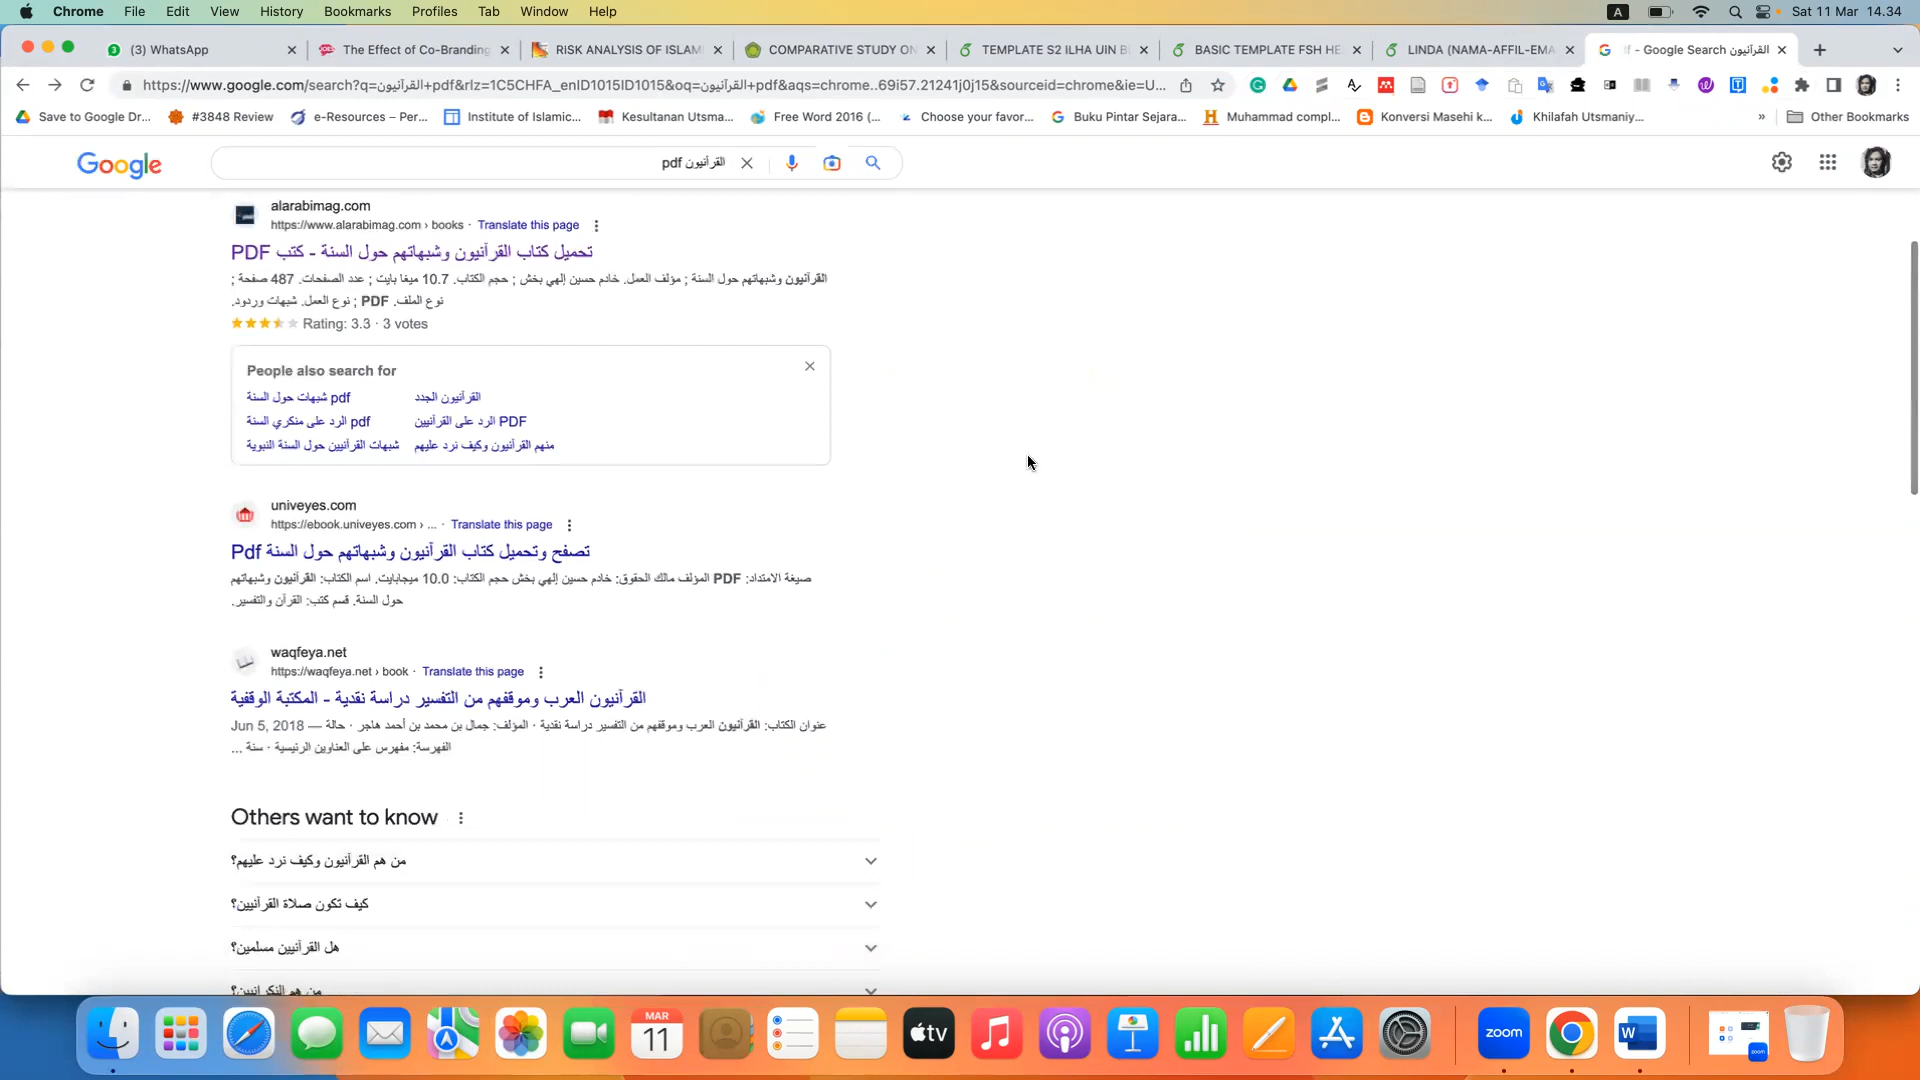 Chrome File Edit View History Bookmarks Profiles Tab Window Help A Sat 11 Mar 14.34
3 (3) WhatsApp The Effect of Co-Branding RISK ANALYSIS OF ISLAMI COMPARATIVE STUDY ON TEMPLATE S2 ILHA UIN B BASIC TEMPLATE FSH HE LINDA (NAMA-AFFIL-EMA القرآنيون - Google Search
https://www.google.com/search?q=القرآنيون+pdf&rlz=1C5CHFA_enID1015ID1015&oq=القرآنيون+pdf&aqs=chrome..69i57.21241j0j15&sourceid=chrome&ie=U...
Save to Google Dr... #3848 Review e-Resources – Per... Institute of Islamic... Kesultanan Utsma... Free Word 2016 (... Choose your favor... Buku Pintar Sejara... Muhammad compl... Konversi Masehi k... Khilafah Utsmaniy... » Other Bookmarks
Google القرآنيون pdf
alarabimag.com
https://www.alarabimag.com › books · Translate this page
تحميل كتاب القرآنيون وشبهاتهم حول السنة - كتب PDF
القرآنيون وشبهاتهم حول السنة ; مؤلف العمل. خادم حسين إلهي بخش ; حجم الكتاب. 10.7 ميغا بايت ; عدد الصفحات. 487 صفحة ;
نوع الملف. PDF ; نوع العمل. شبهات وردود.
Rating: 3.3 · 3 votes
People also search for
pdf شبهات حول السنة القرآنيون الجدد
pdf الرد على منكري السنة PDF الرد على القرآنيين
شبهات القرآنيين حول السنة النبوية منهم القرآنيون وكيف نرد عليهم
univeyes.com
https://ebook.univeyes.com › ... · Translate this page
تصفح وتحميل كتاب القرآنيون وشبهاتهم حول السنة Pdf
صيغة الامتداد: PDF المؤلف مالك الحقوق: خادم حسين إلهي بخش حجم الكتاب: 10.0 ميجابايت. اسم الكتاب: القرآنيون وشبهاتهم
حول السنة. قسم كتب: القرآن والتفسير.
waqfeya.net
https://waqfeya.net › book · Translate this page
القرآنيون العرب وموقفهم من التفسير دراسة نقدية - المكتبة الوقفية
Jun 5, 2018 — عنوان الكتاب: القرآنيون العرب وموقفهم من التفسير دراسة نقدية · المؤلف: جمال بن محمد بن أحمد هاجر · حالة
الفهرسة: مفهرس على العناوين الرئيسية · سنة ...
Others want to know
من هم القرآنيون وكيف نرد عليهم؟
كيف تكون صلاة القرآنيين؟
هل القرآنيين مسلمين؟
MAR
11
tv
zoom
W